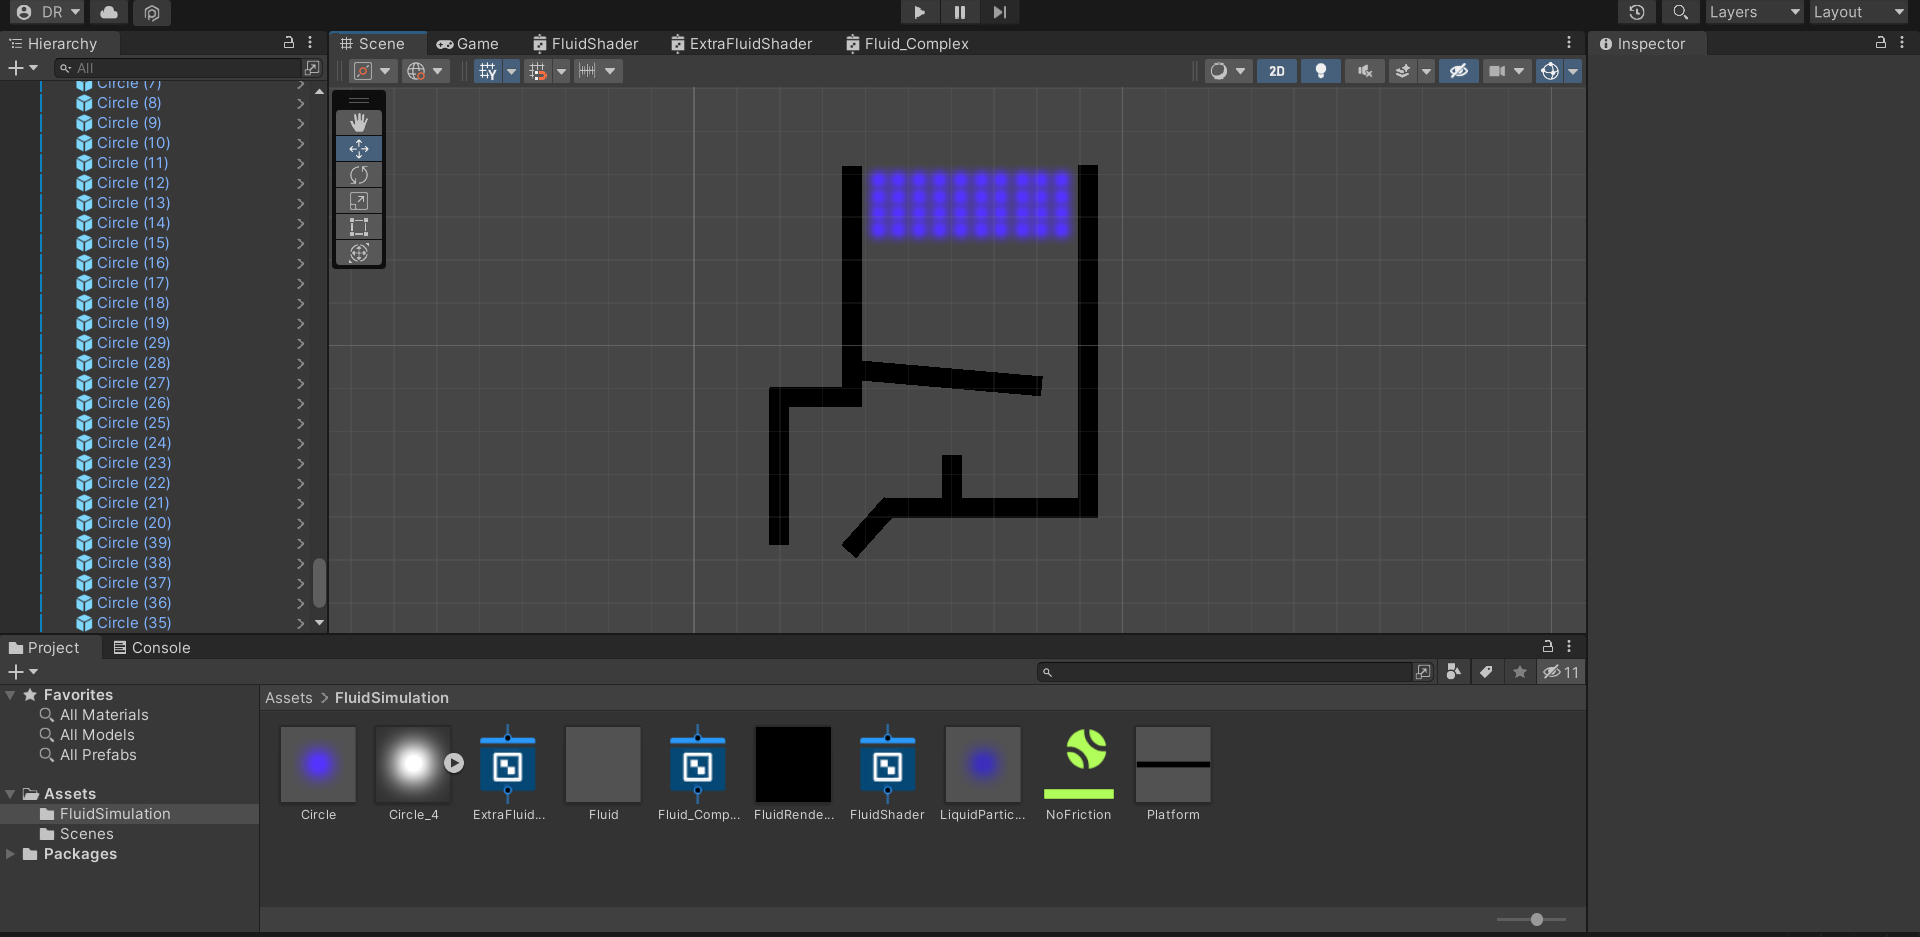 DR
Layers
Layout
Hierarchy
Scene
Game
FluidShader
ExtraFluidShader
Fluid_Complex
Inspector
All
2D
Circle (7)
Circle (8)
Circle (9)
Circle (10)
Circle (11)
Circle (12)
Circle (13)
Circle (14)
Circle (15)
Circle (16)
Circle (17)
Circle (18)
Circle (19)
Circle (29)
Circle (28)
Circle (27)
Circle (26)
Circle (25)
Circle (24)
Circle (23)
Circle (22)
Circle (21)
Circle (20)
Circle (39)
Circle (38)
Circle (37)
Circle (36)
Circle (35)
Project
Console
11
Favorites
All Materials
All Models
All Prefabs
Assets
FluidSimulation
Scenes
Packages
Assets > FluidSimulation
Circle
Circle_4
ExtraFluid...
Fluid
Fluid_Comp...
FluidRende...
FluidShader
LiquidPartic...
NoFriction
Platform